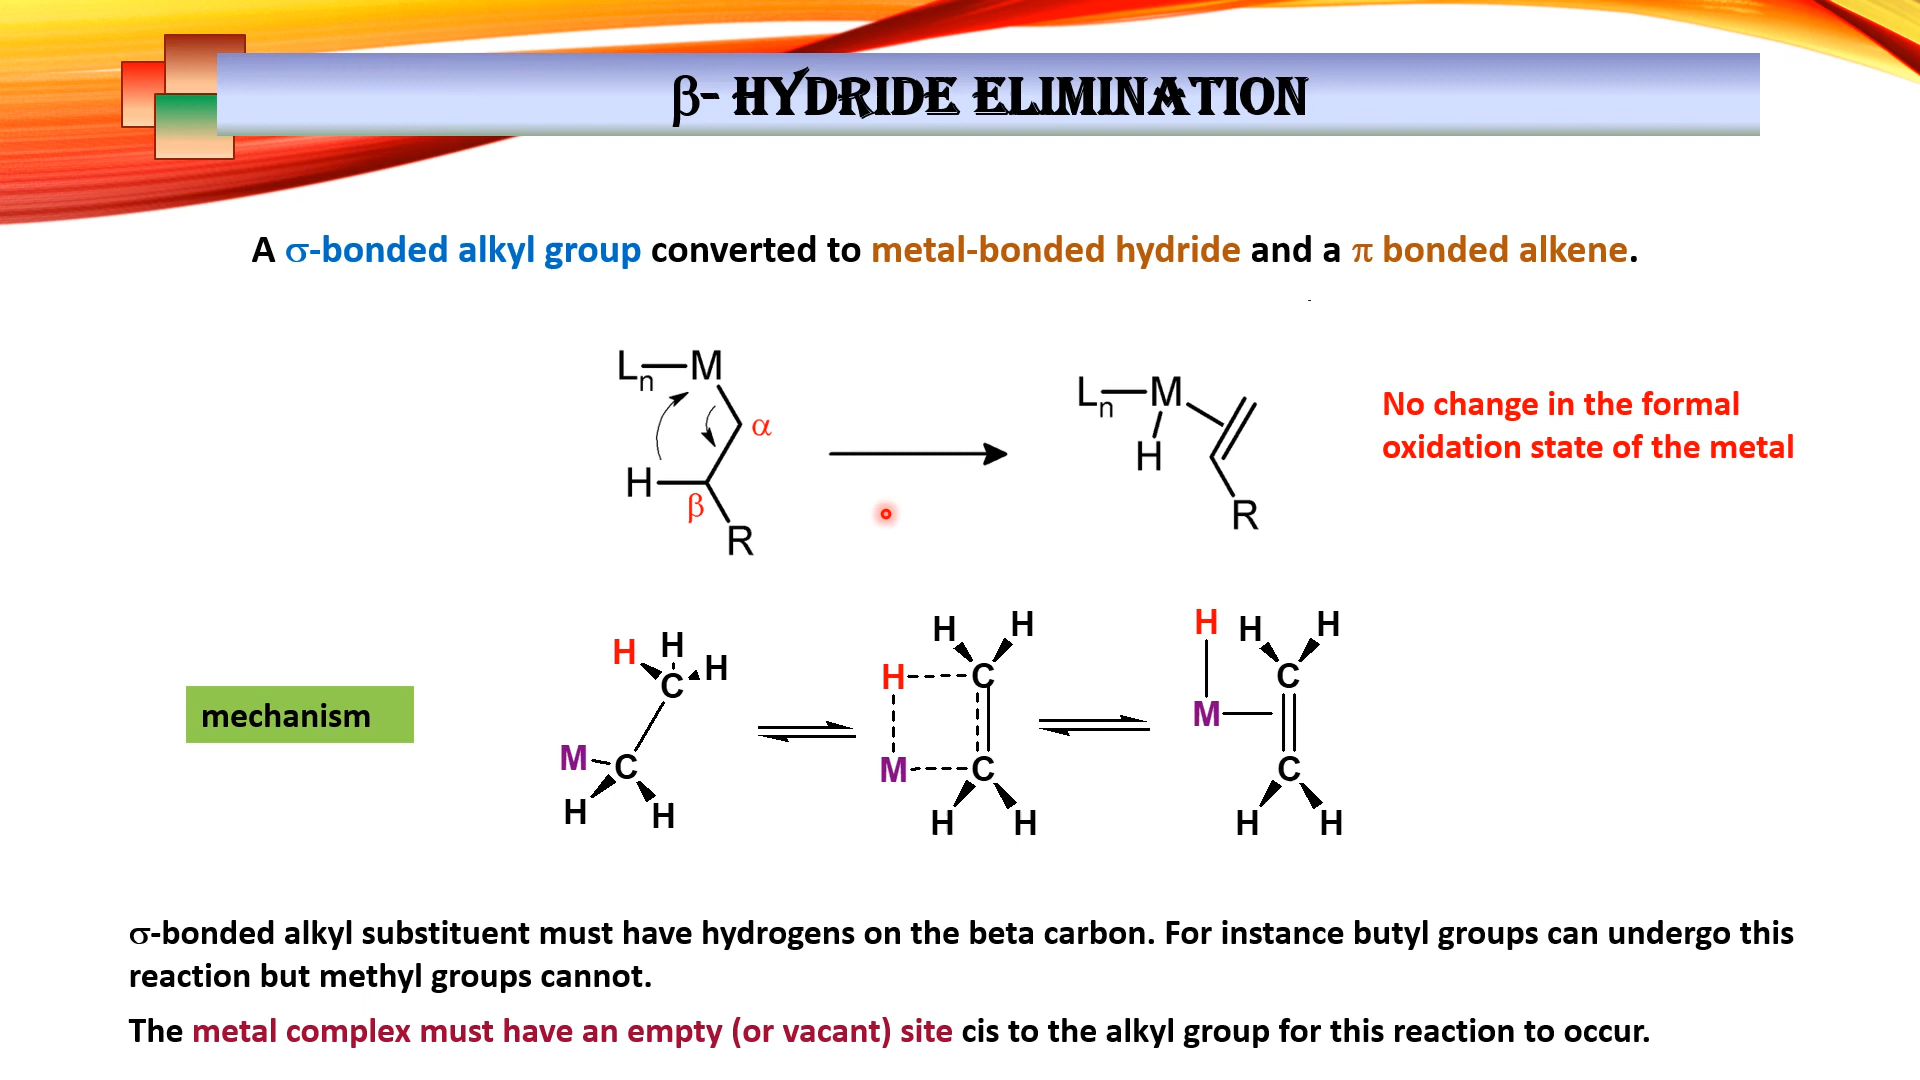 β- HYDRIDE ELIMINATION
A σ-bonded alkyl group converted to metal-bonded hydride and a π bonded alkene.
Ln M
α
H
β
R
Ln M
H
R
No change in the formal
oxidation state of the metal
mechanism
H H H
C
M C
H H
H H
H C
M C
H H
H H H
C
M
C
H H
σ-bonded alkyl substituent must have hydrogens on the beta carbon. For instance butyl groups can undergo this
reaction but methyl groups cannot.
The metal complex must have an empty (or vacant) site cis to the alkyl group for this reaction to occur.